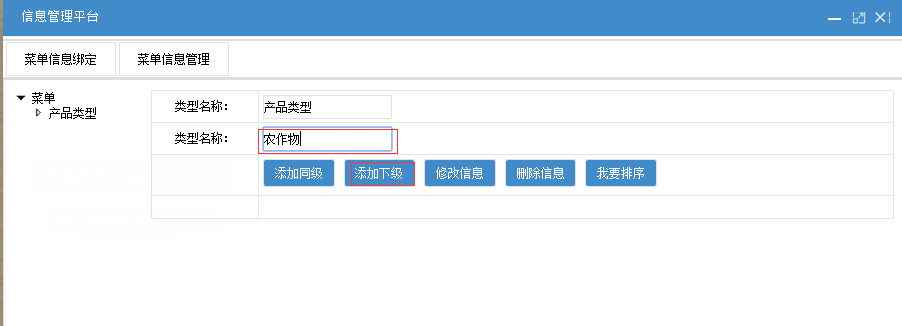 信息管理平台
菜单信息绑定 菜单信息管理
菜单
产品类型
类型名称: 产品类型
类型名称: 农作物
添加同级 添加下级 修改信息 删除信息 我要排序